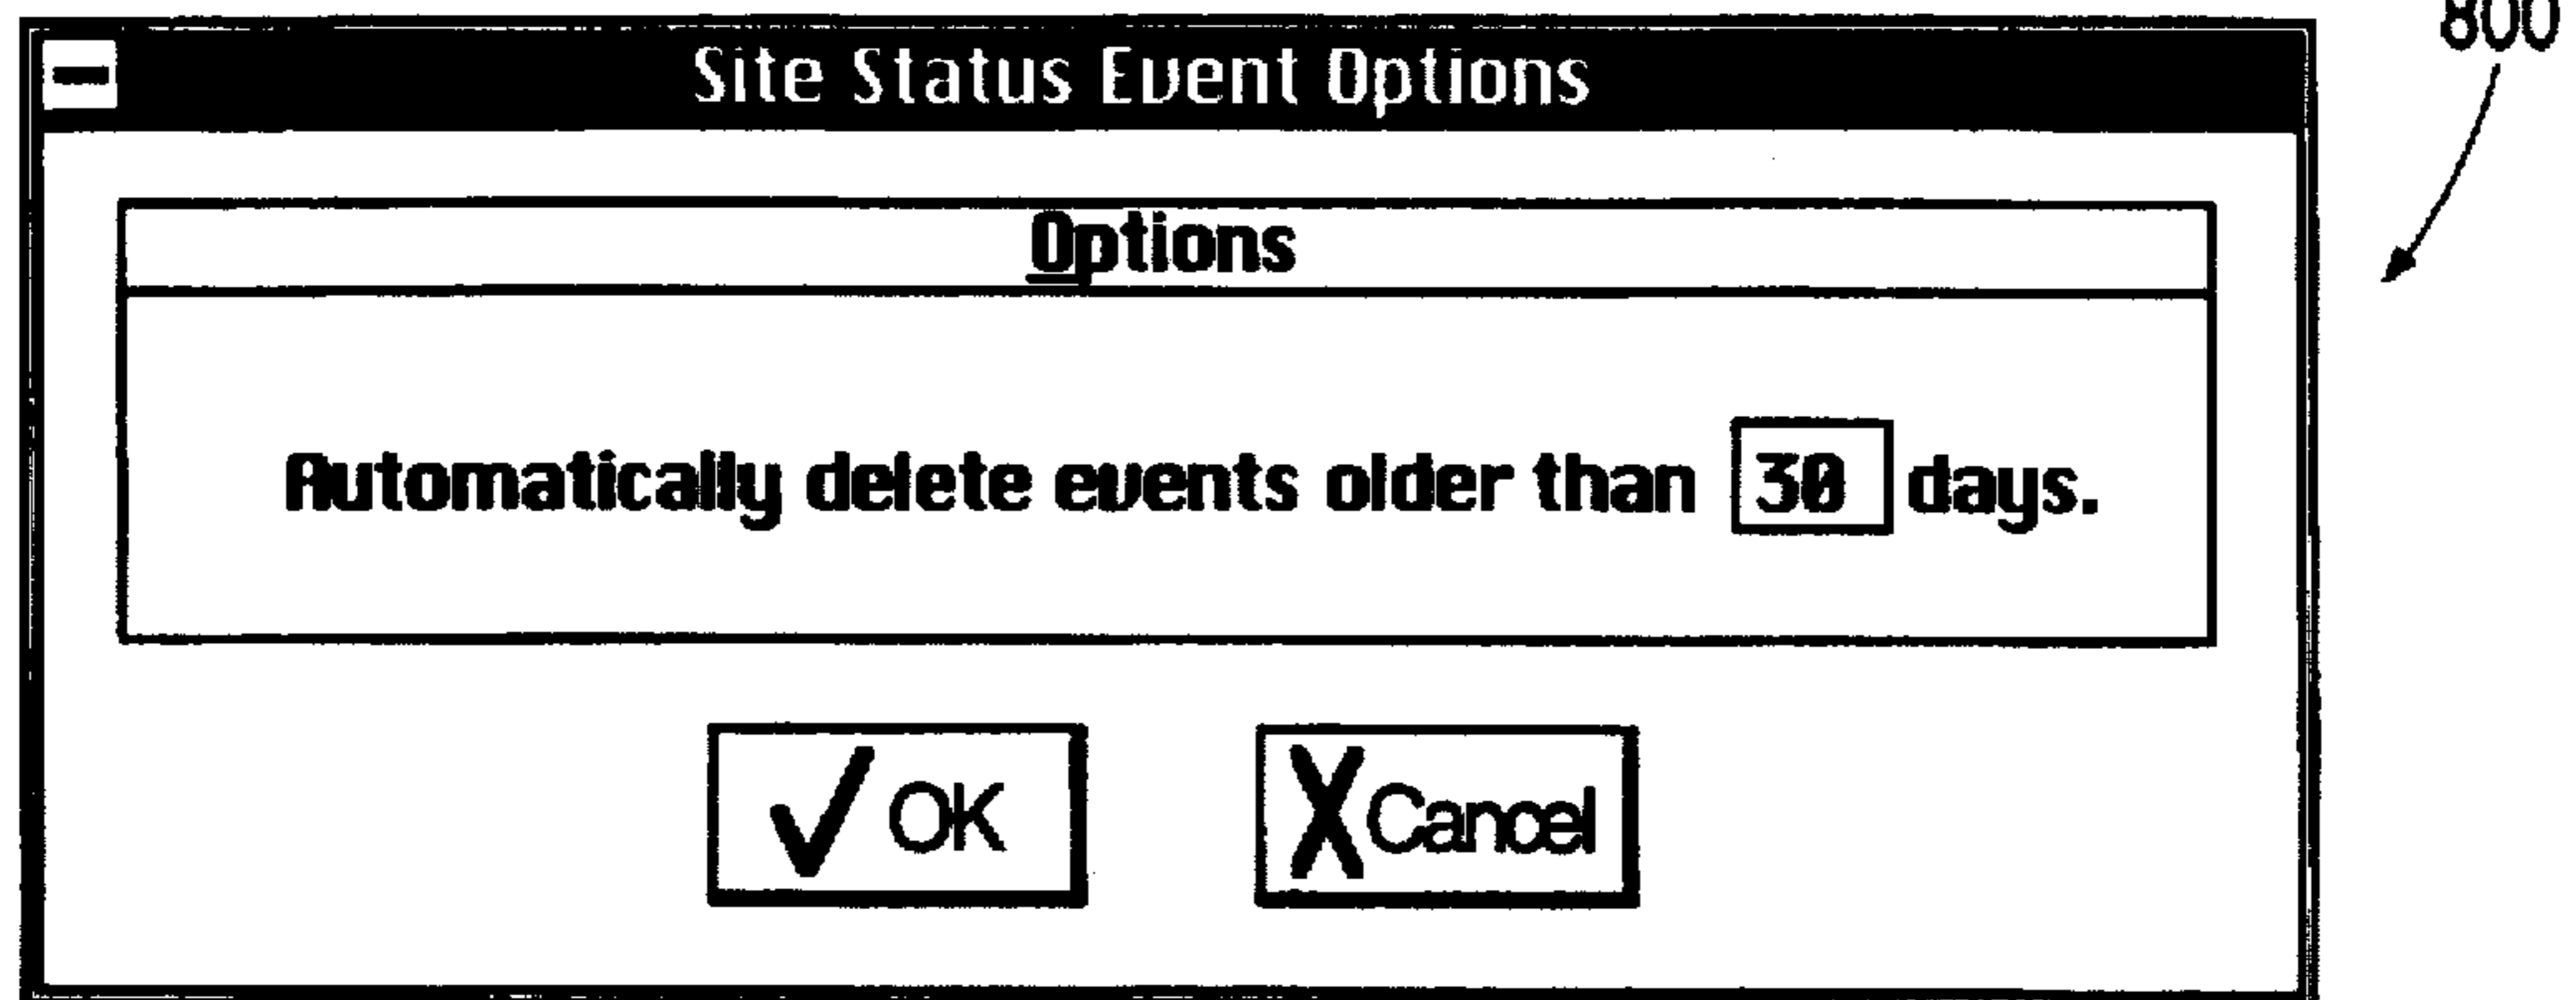 800
Site Status Event Options
Options
Automatically delete events older than 30 days.
OK
Cancel